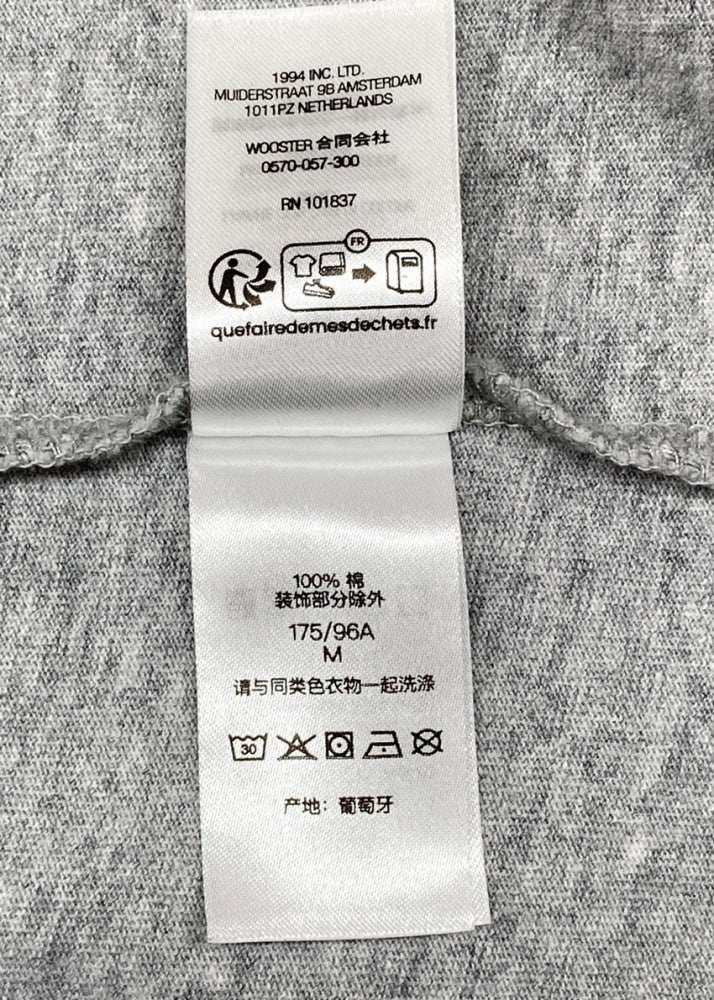 1994 INC. LTD.
MUIDERSTRAAT 9B AMSTERDAM
1011PZ NETHERLANDS
WOOSTER 合同会社
0570-057-300
RN 101837
FR
quefairedemesdechets.fr
100% 棉
装饰部分除外
175/96A
M
请与同类色衣物一起洗涤
30
产地：葡萄牙